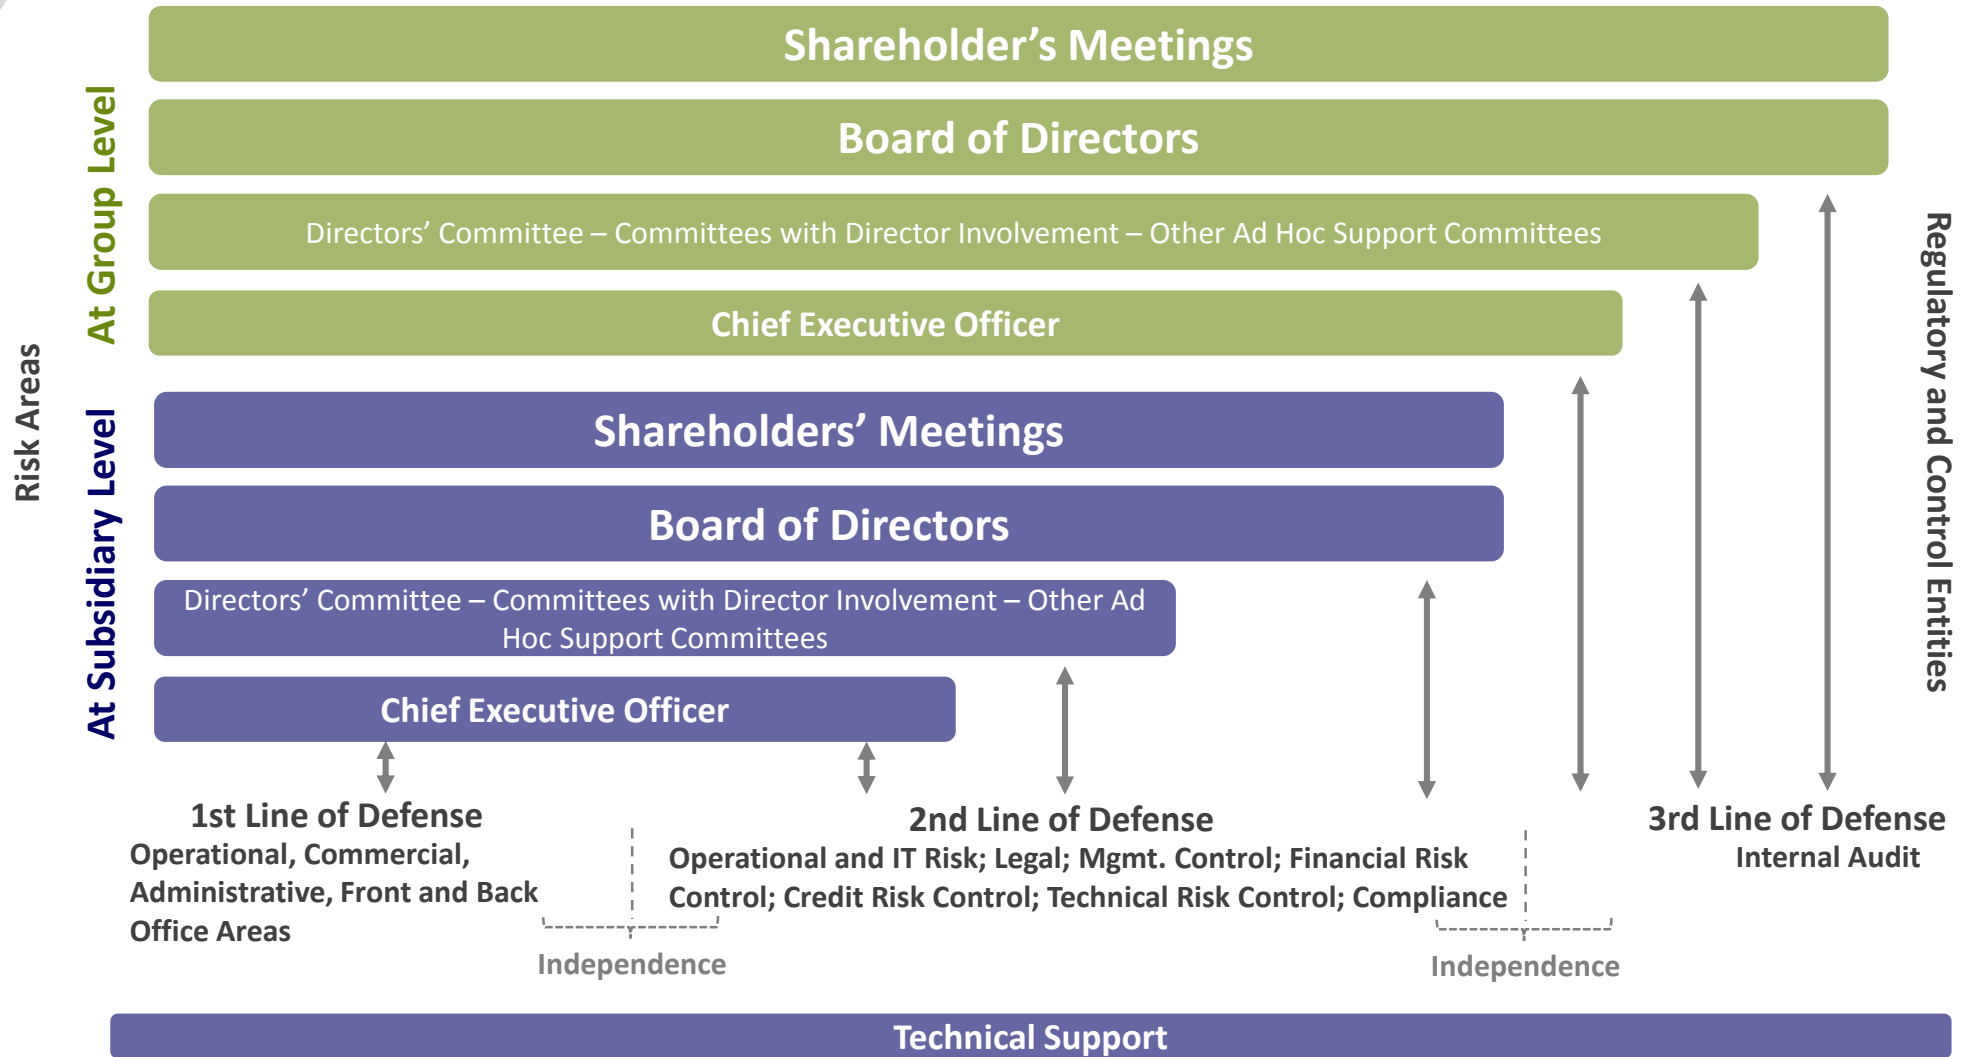 Shareholder’s Meetings
Board of Directors
Directors’ Committee – Committees with Director Involvement – Other Ad Hoc Support Committees
Chief Executive Officer
At Group Level
Risk Areas
At Subsidiary Level
Shareholders’ Meetings
Board of Directors
Directors’ Committee – Committees with Director Involvement – Other Ad
Hoc Support Committees
Chief Executive Officer
Regulatory and Control Entities
1st Line of Defense
Operational, Commercial,
Administrative, Front and Back
Office Areas
2nd Line of Defense
Operational and IT Risk; Legal; Mgmt. Control; Financial Risk
Control; Credit Risk Control; Technical Risk Control; Compliance
3rd Line of Defense
Internal Audit
Independence
Independence
Technical Support